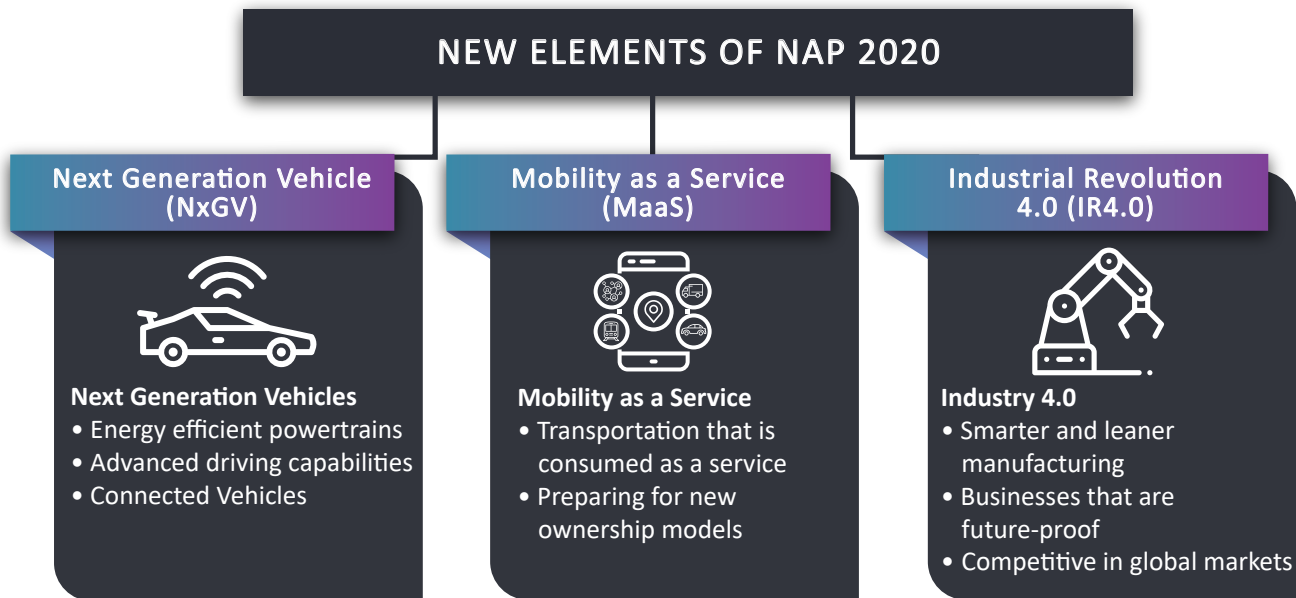 NEW ELEMENTS OF NAP 2020
Next Generation Vehicle
(NxGV)
Next Generation Vehicles
• Energy efficient powertrains
• Advanced driving capabilities
• Connected Vehicles
Mobility as a Service
(MaaS)
Mobility as a Service
• Transportation that is
consumed as a service
• Preparing for new
ownership models
Industrial Revolution
4.0 (IR4.0)
Industry 4.0
• Smarter and leaner
manufacturing
• Businesses that are
future-proof
• Competitive in global markets